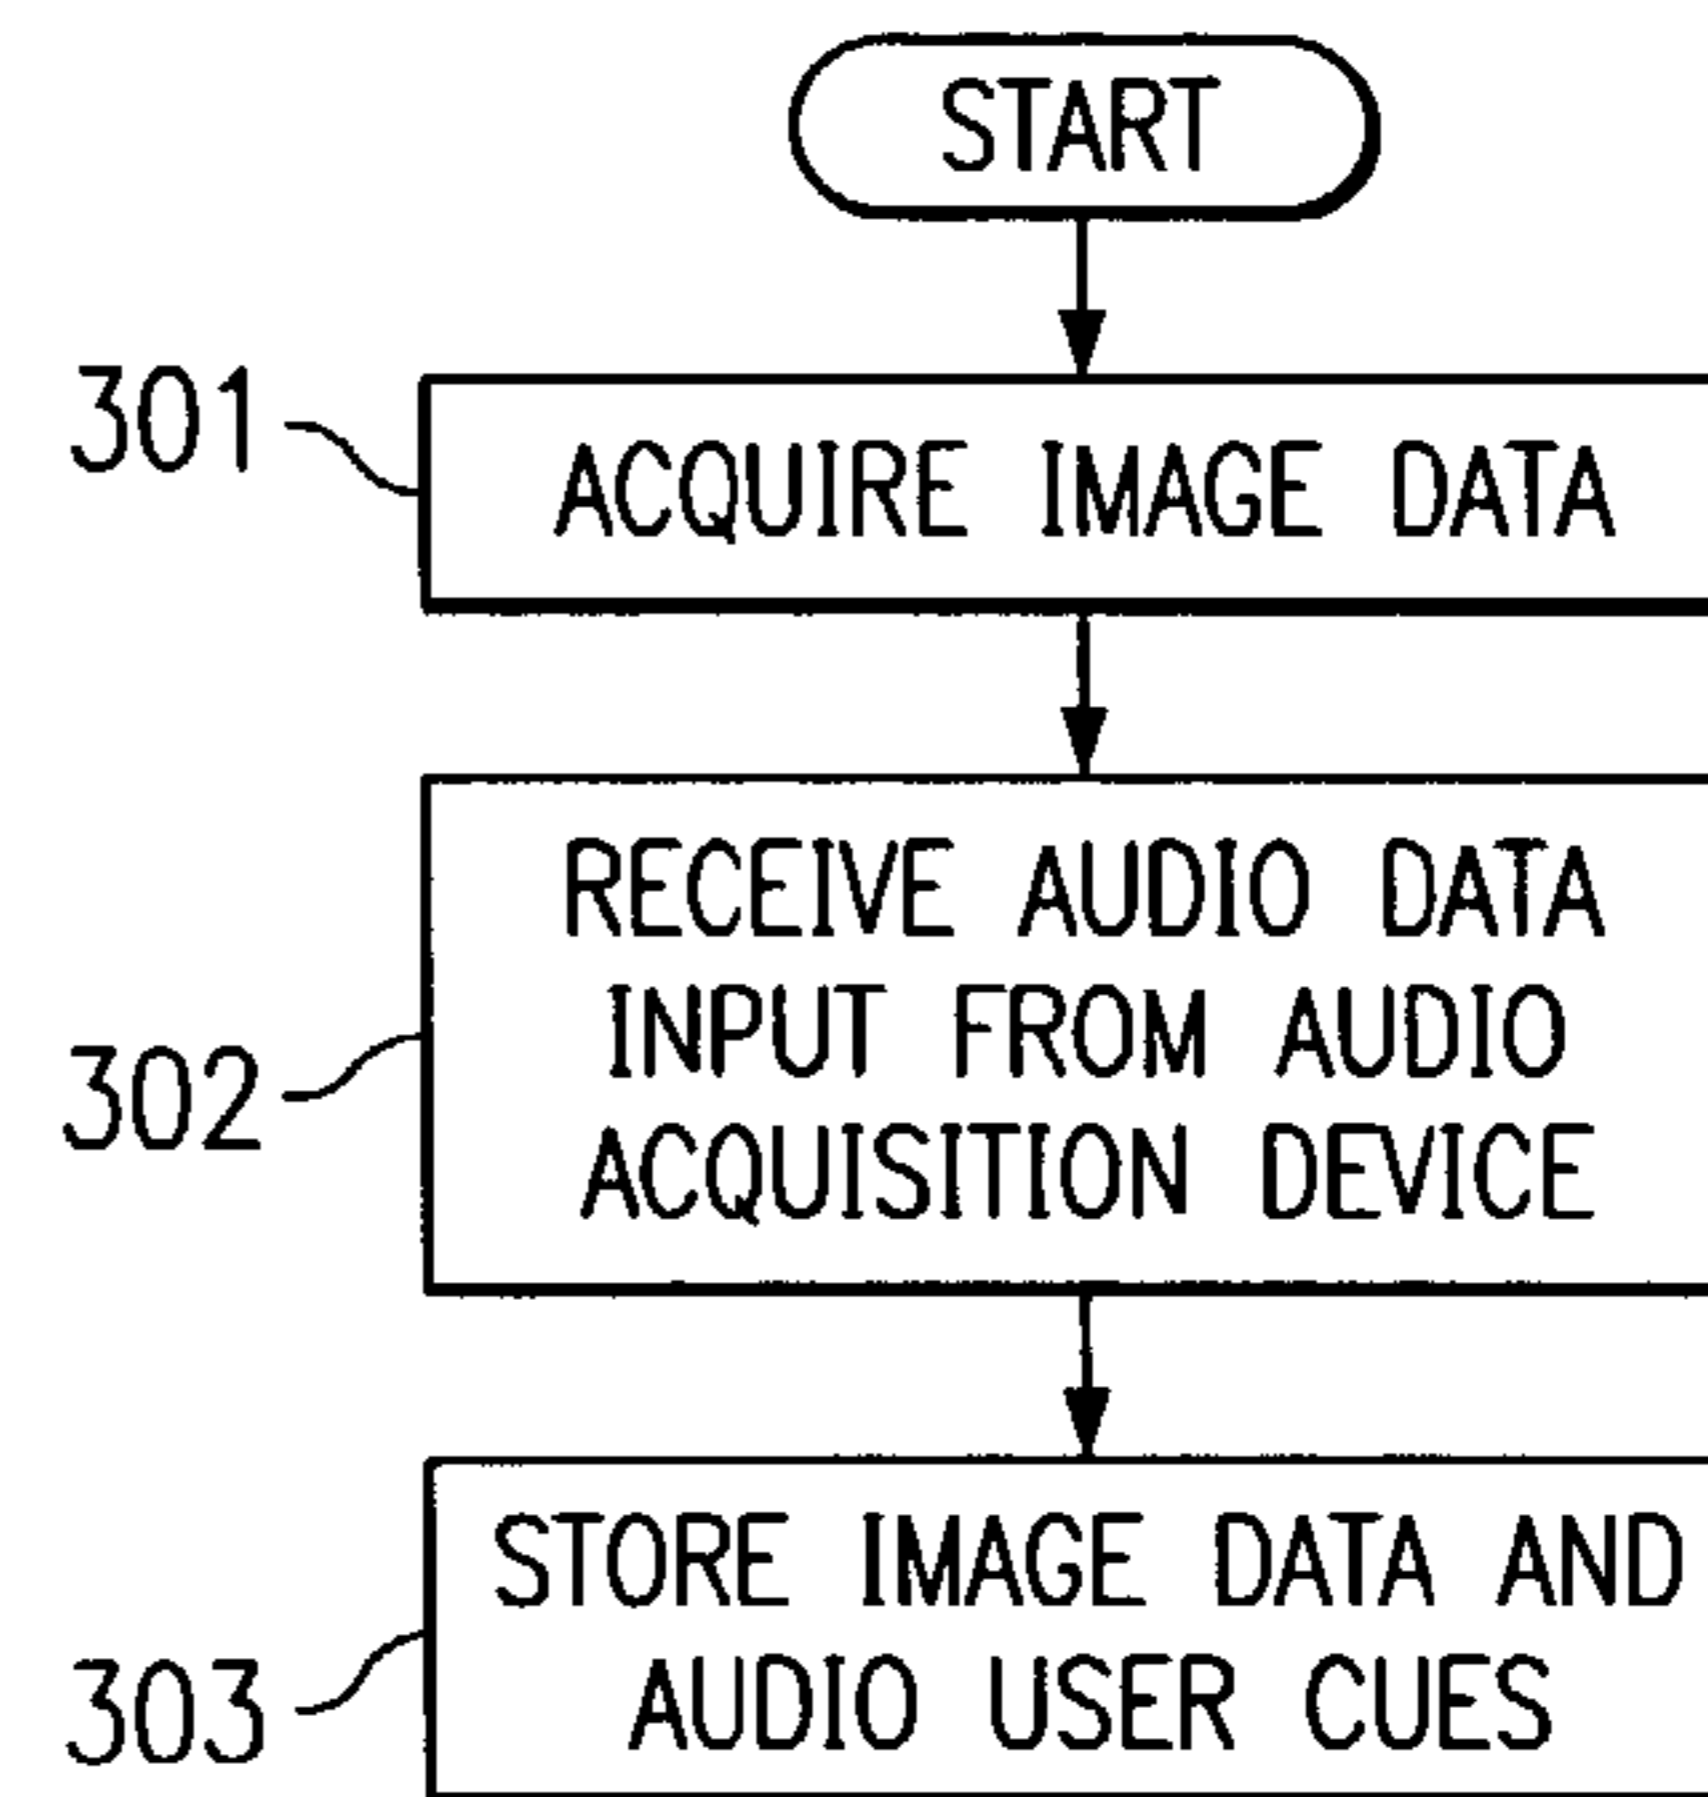 START
301
ACQUIRE IMAGE DATA
RECEIVE AUDIO DATA
INPUT FROM AUDIO
302
ACQUISITION DEVICE
STORE IMAGE DATA AND
303
AUDIO USER CUES